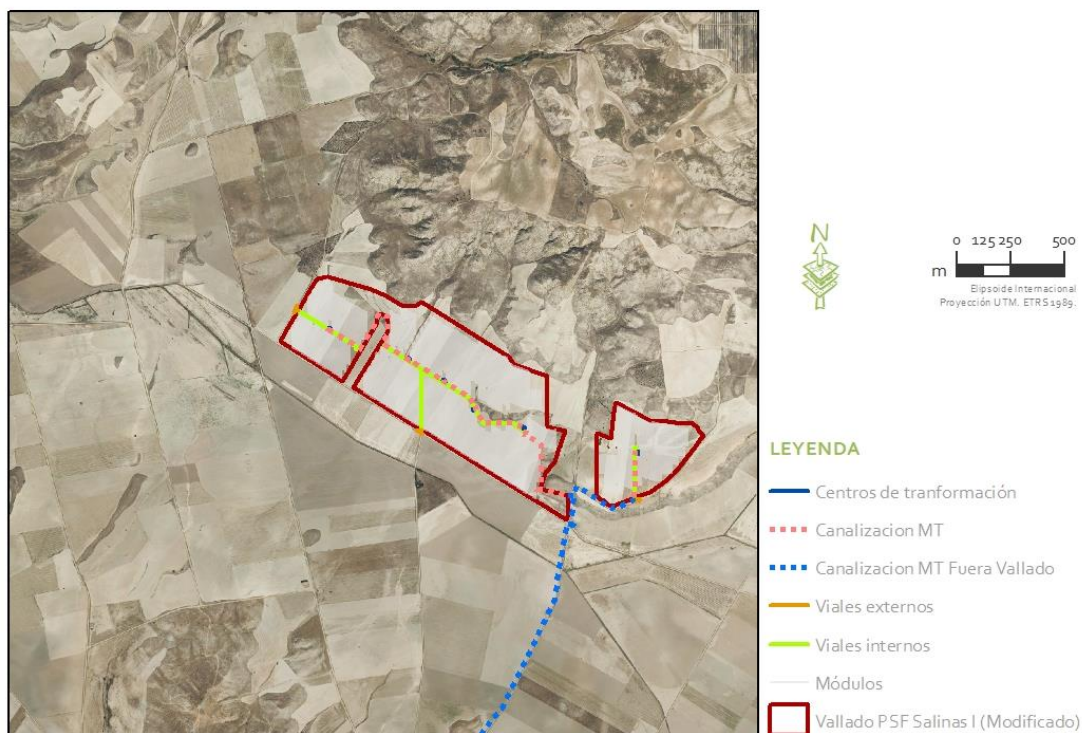 N
0 125 250 500
m
Elipsoide Internacional
Proyección UTM. ETRS 1989.
LEYENDA
Centros de tranformación
Canalizacion MT
Canalizacion MT Fuera Vallado
Viales externos
Viales internos
Módulos
Vallado PSF Salinas I (Modificado)